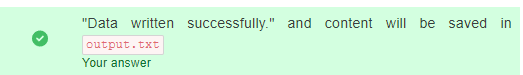 "Data written successfully." and content will be saved in
output.txt
Your answer